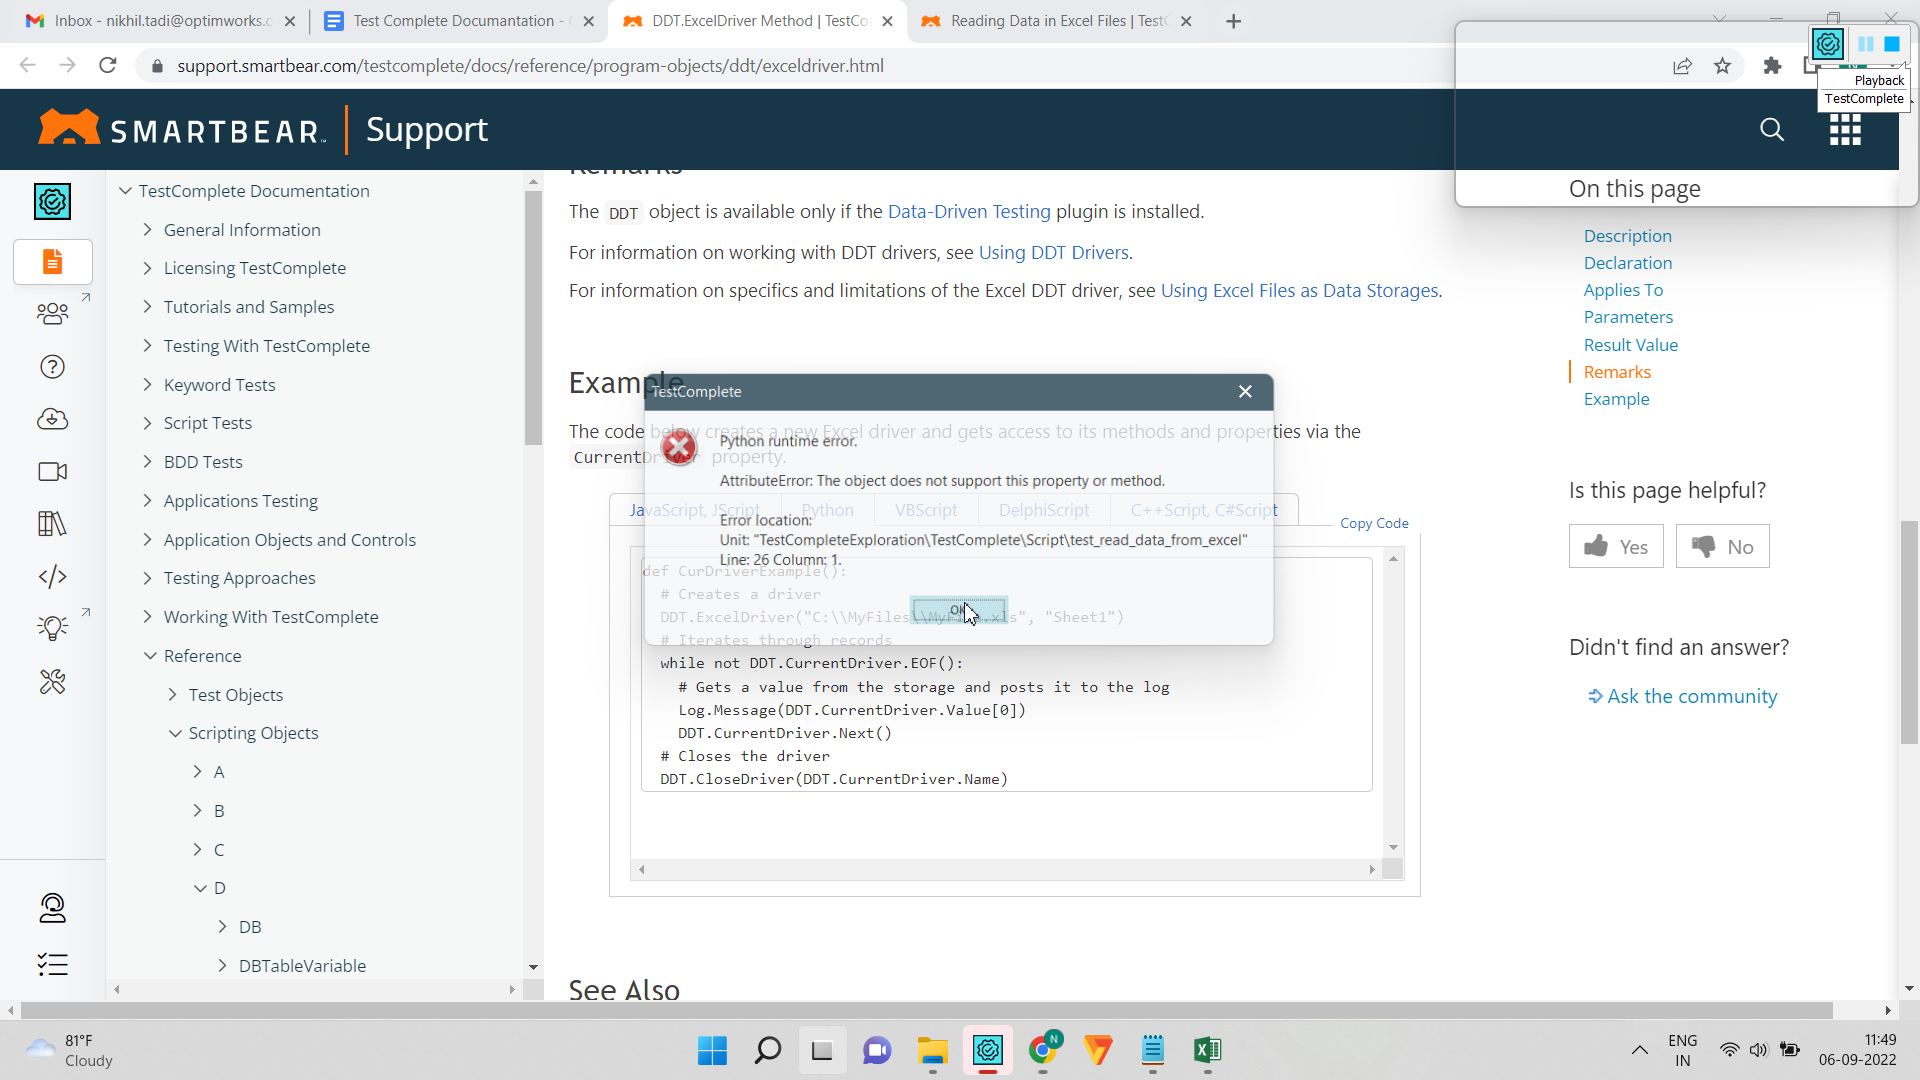 Inbox - nikhil.tadi@optimworks.c
Test Complete Documantation -
DDT.ExcelDriver Method | TestCo
Reading Data in Excel Files | Test
support.smartbear.com/testcomplete/docs/reference/program-objects/ddt/exceldriver.html
Playback
TestComplete
SMARTBEAR
Support
TestComplete Documentation
General Information
Licensing TestComplete
Tutorials and Samples
Testing With TestComplete
Keyword Tests
Script Tests
BDD Tests
Applications Testing
Application Objects and Controls
Testing Approaches
Working With TestComplete
Reference
Test Objects
Scripting Objects
A
B
C
D
DB
DBTableVariable
Remarks
The DDT object is available only if the Data-Driven Testing plugin is installed.
For information on working with DDT drivers, see Using DDT Drivers.
For information on specifics and limitations of the Excel DDT driver, see Using Excel Files as Data Storages.
Example
The code below creates a new Excel driver and gets access to its methods and properties via the
CurrentDriver property.
TestComplete
Python runtime error.
AttributeError: The object does not support this property or method.
Error location:
Unit: "TestCompleteExploration\TestComplete\Script\test_read_data_from_excel"
Line: 26 Column: 1.
OK
JavaScript, JScript
Python
VBScript
DelphiScript
C++Script, C#Script
Copy Code
def CurDriverExample():
# Creates a driver
DDT.ExcelDriver("C:\\MyFiles\\MyFile.xls", "Sheet1")
# Iterates through records
while not DDT.CurrentDriver.EOF():
# Gets a value from the storage and posts it to the log
Log.Message(DDT.CurrentDriver.Value[0])
DDT.CurrentDriver.Next()
# Closes the driver
DDT.CloseDriver(DDT.CurrentDriver.Name)
See Also
On this page
Description
Declaration
Applies To
Parameters
Result Value
Remarks
Example
Is this page helpful?
Yes
No
Didn't find an answer?
Ask the community
81°F
Cloudy
N
ENG
IN
11:49
06-09-2022